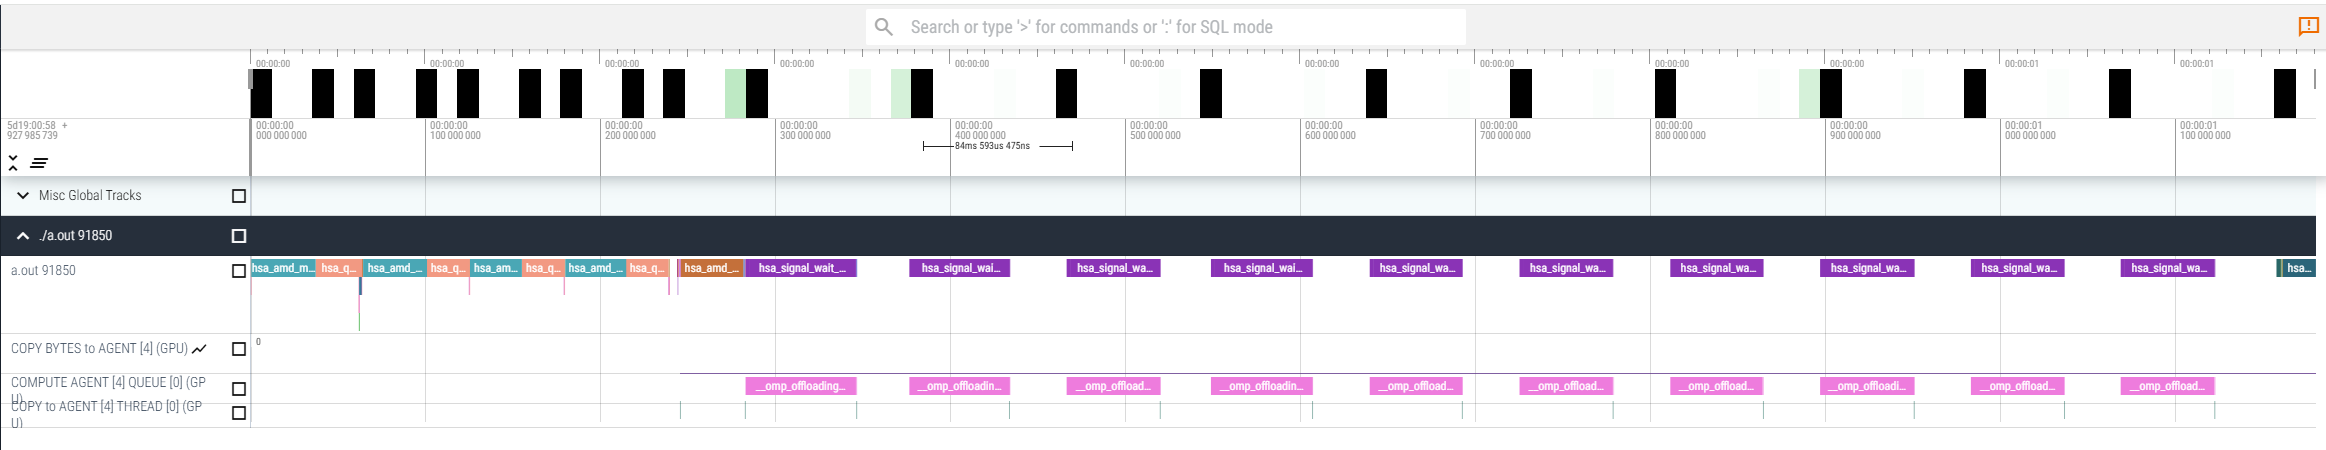 Search or type '>' for commands or ':' for SQL mode
00:00:00 00:00:00 00:00:00 00:00:00 00:00:00 00:00:00 00:00:00 00:00:00 00:00:00 00:00:00 00:00:01 00:00:01
5d19:00:58 + 00:00:00 00:00:00 00:00:00 00:00:00 00:00:00 00:00:00 00:00:00 00:00:00 00:00:00 00:00:00 00:00:01 00:00:01
927 985 739 000 000 000 100 000 000 200 000 000 300 000 000 400 000 000 500 000 000 600 000 000 700 000 000 800 000 000 900 000 000 000 000 000 100 000 000
84ms 593us 475ns
Misc Global Tracks
./a.out 91850
a.out 91850 hsa_amd_m... hsa_q... hsa_amd_... hsa_q... hsa_am... hsa_q... hsa_amd_... hsa_q... hsa_amd_... hsa_signal_wait_... hsa_signal_wai... hsa_signal_wa... hsa_signal_wai... hsa_signal_wa... hsa_signal_wa... hsa_signal_wa... hsa_signal_wa... hsa_signal_wa... hsa_signal_wa... hsa...
COPY BYTES to AGENT [4] (GPU) 0
COMPUTE AGENT [4] QUEUE [0] (GP
U)
__omp_offloading... __omp_offloadin... __omp_offload... __omp_offloadin... __omp_offload... __omp_offload... __omp_offload... __omp_offloadi... __omp_offload... __omp_offload...
COPY to AGENT [4] THREAD [0] (GP
U)